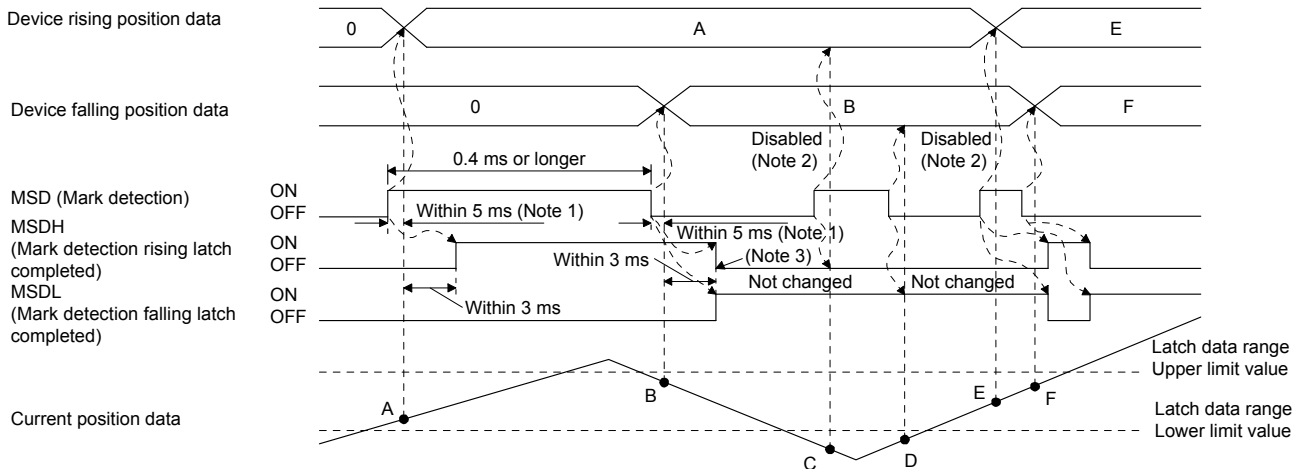 Device rising position data
0
A
E
Device falling position data
0
B
F
Disabled
(Note 2)
Disabled
(Note 2)
0.4 ms or longer
MSD (Mark detection)
ON
OFF
Within 5 ms (Note 1)
MSDH
(Mark detection rising latch
completed)
ON
OFF
Within 5 ms (Note 1)
(Note 3)
Within 3 ms
MSDL
(Mark detection falling latch
completed)
ON
OFF
Not changed
Not changed
Within 3 ms
Latch data range
Upper limit value
Current position data
A
B
C
D
E
F
Latch data range
Lower limit value